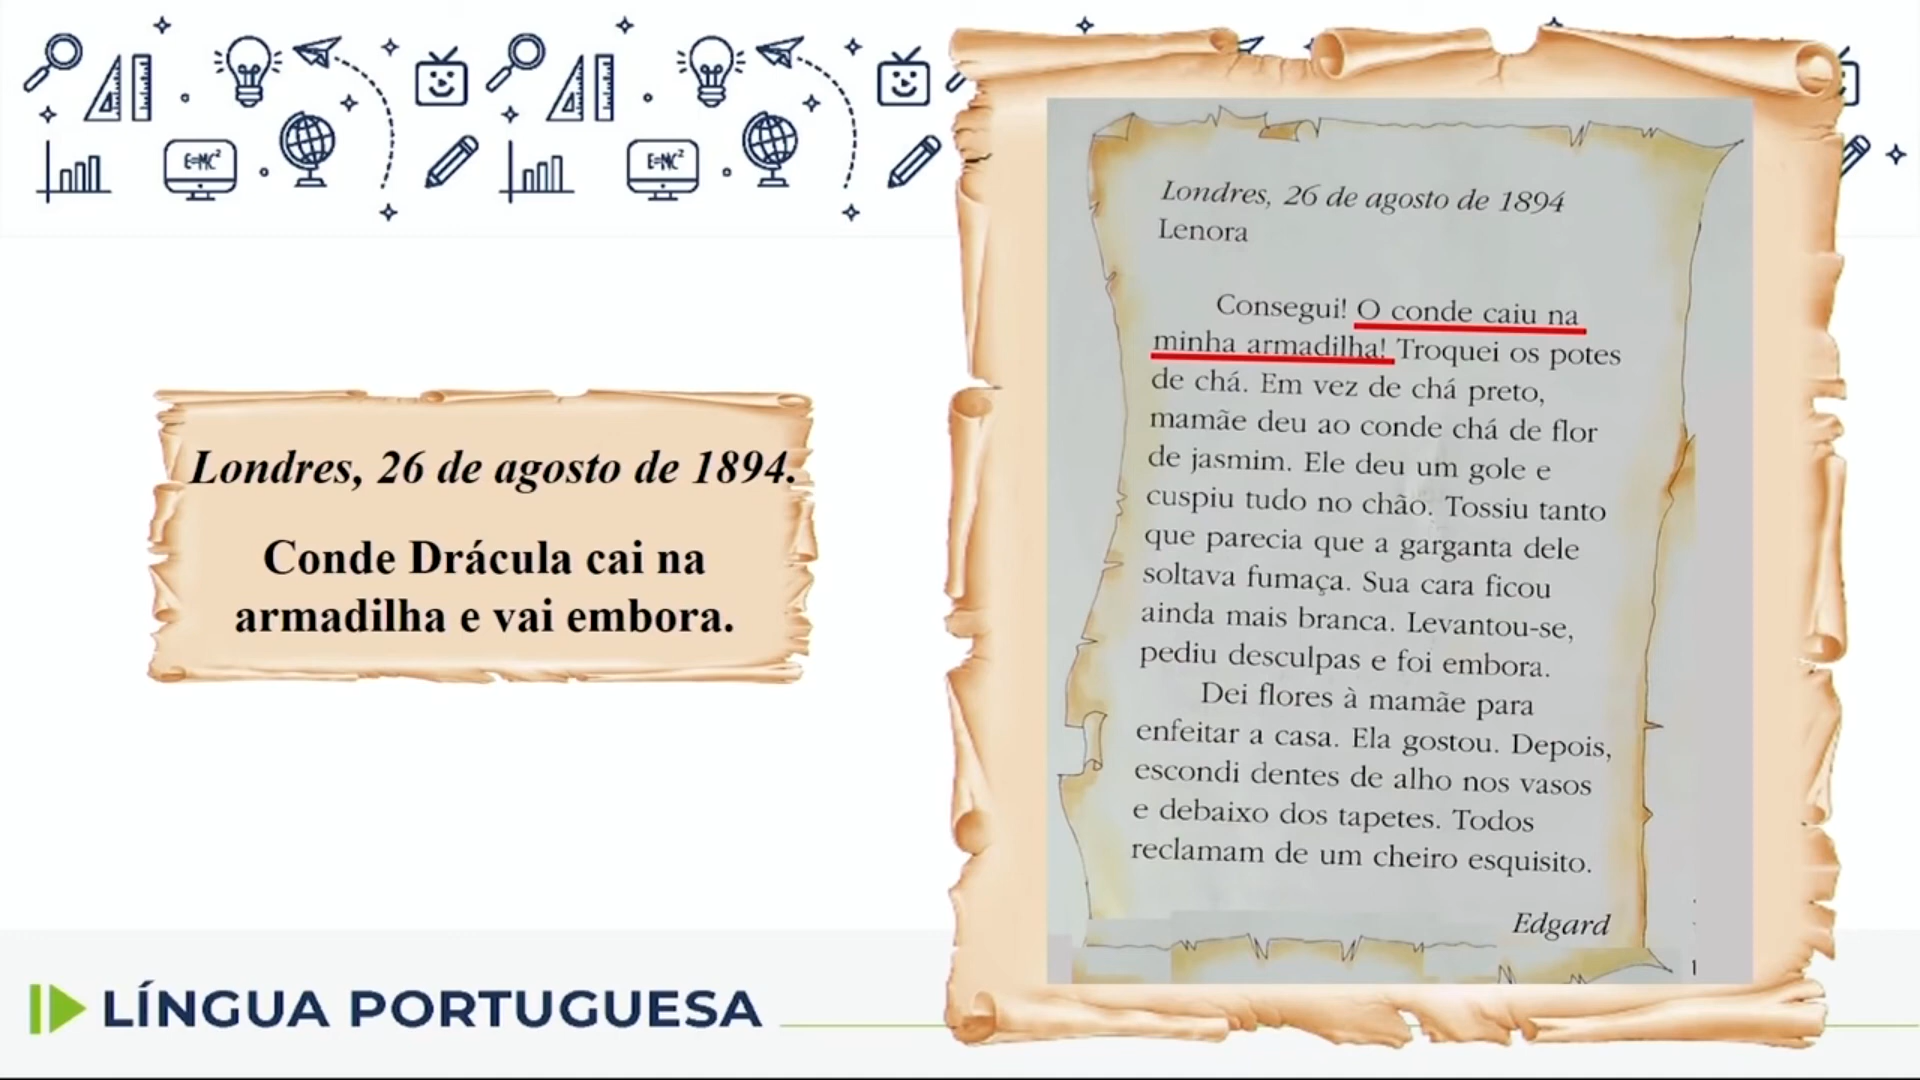 E=MC²
E=MC²
Londres, 26 de agosto de 1894.
Conde Drácula cai na
armadilha e vai embora.
Londres, 26 de agosto de 1894
Lenora
Consegui! O conde caiu na
minha armadilha! Troquei os potes
de chá. Em vez de chá preto,
mamãe deu ao conde chá de flor
de jasmim. Ele deu um gole e
cuspiu tudo no chão. Tossiu tanto
que parecia que a garganta dele
soltava fumaça. Sua cara ficou
ainda mais branca. Levantou-se,
pediu desculpas e foi embora.
Dei flores à mamãe para
enfeitar a casa. Ela gostou. Depois,
escondi dentes de alho nos vasos
e debaixo dos tapetes. Todos
reclamam de um cheiro esquisito.
Edgard
1
LÍNGUA PORTUGUESA